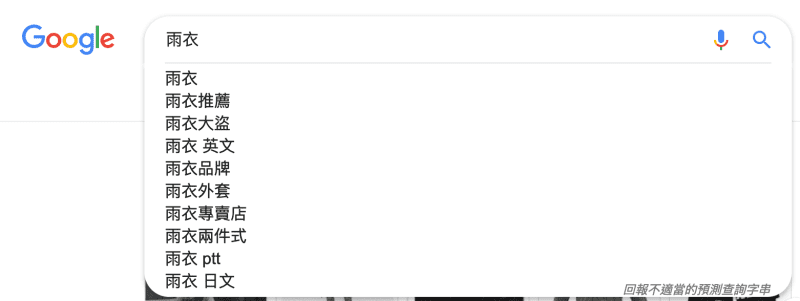 Google
雨衣
雨衣
雨衣推薦
雨衣大盜
雨衣 英文
雨衣品牌
雨衣外套
雨衣專賣店
雨衣兩件式
雨衣 ptt
雨衣 日文
回報不適當的預測查詢字串